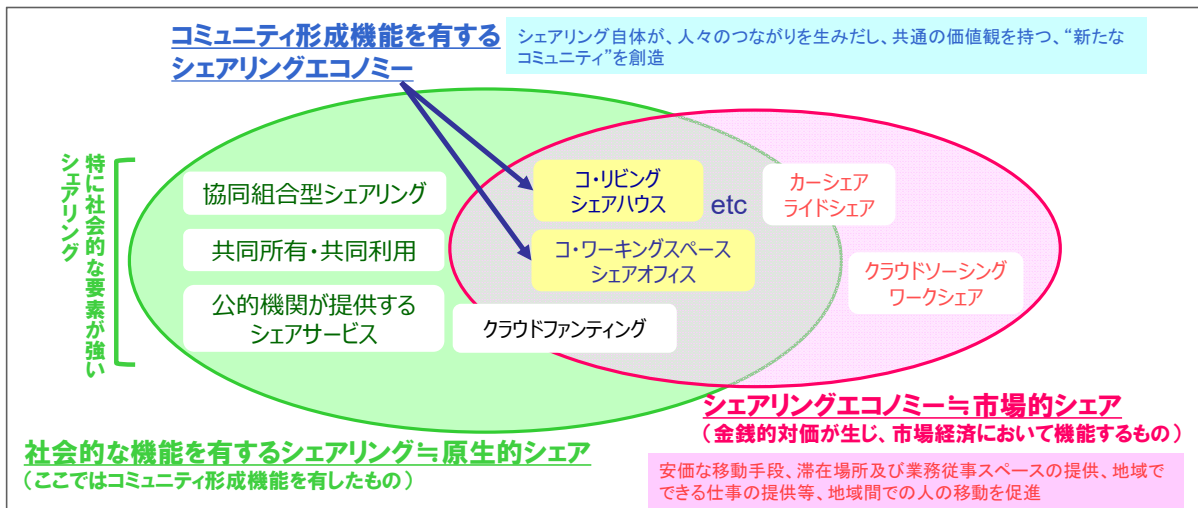 コミュニティ形成機能を有する
シェアリングエコノミー
シェアリング自体が、人々のつながりを生みだし、共通の価値観を持つ、“新たな
コミュニティ”を創造
特に社会的な要素が強い
シェアリング
協同組合型シェアリング
共同所有・共同利用
公的機関が提供する
シェアサービス
コ・リビング
シェアハウス
etc
コ・ワーキングスペース
シェアオフィス
クラウドファンティング
カーシェア
ライドシェア
クラウドソーシング
ワークシェア
シェアリングエコノミー≒市場的シェア
（金銭的対価が生じ、市場経済において機能するもの）
社会的な機能を有するシェアリング≒原生的シェア
（ここではコミュニティ形成機能を有したもの）
安価な移動手段、滞在場所及び業務従事スペースの提供、地域で
できる仕事の提供等、地域間での人の移動を促進